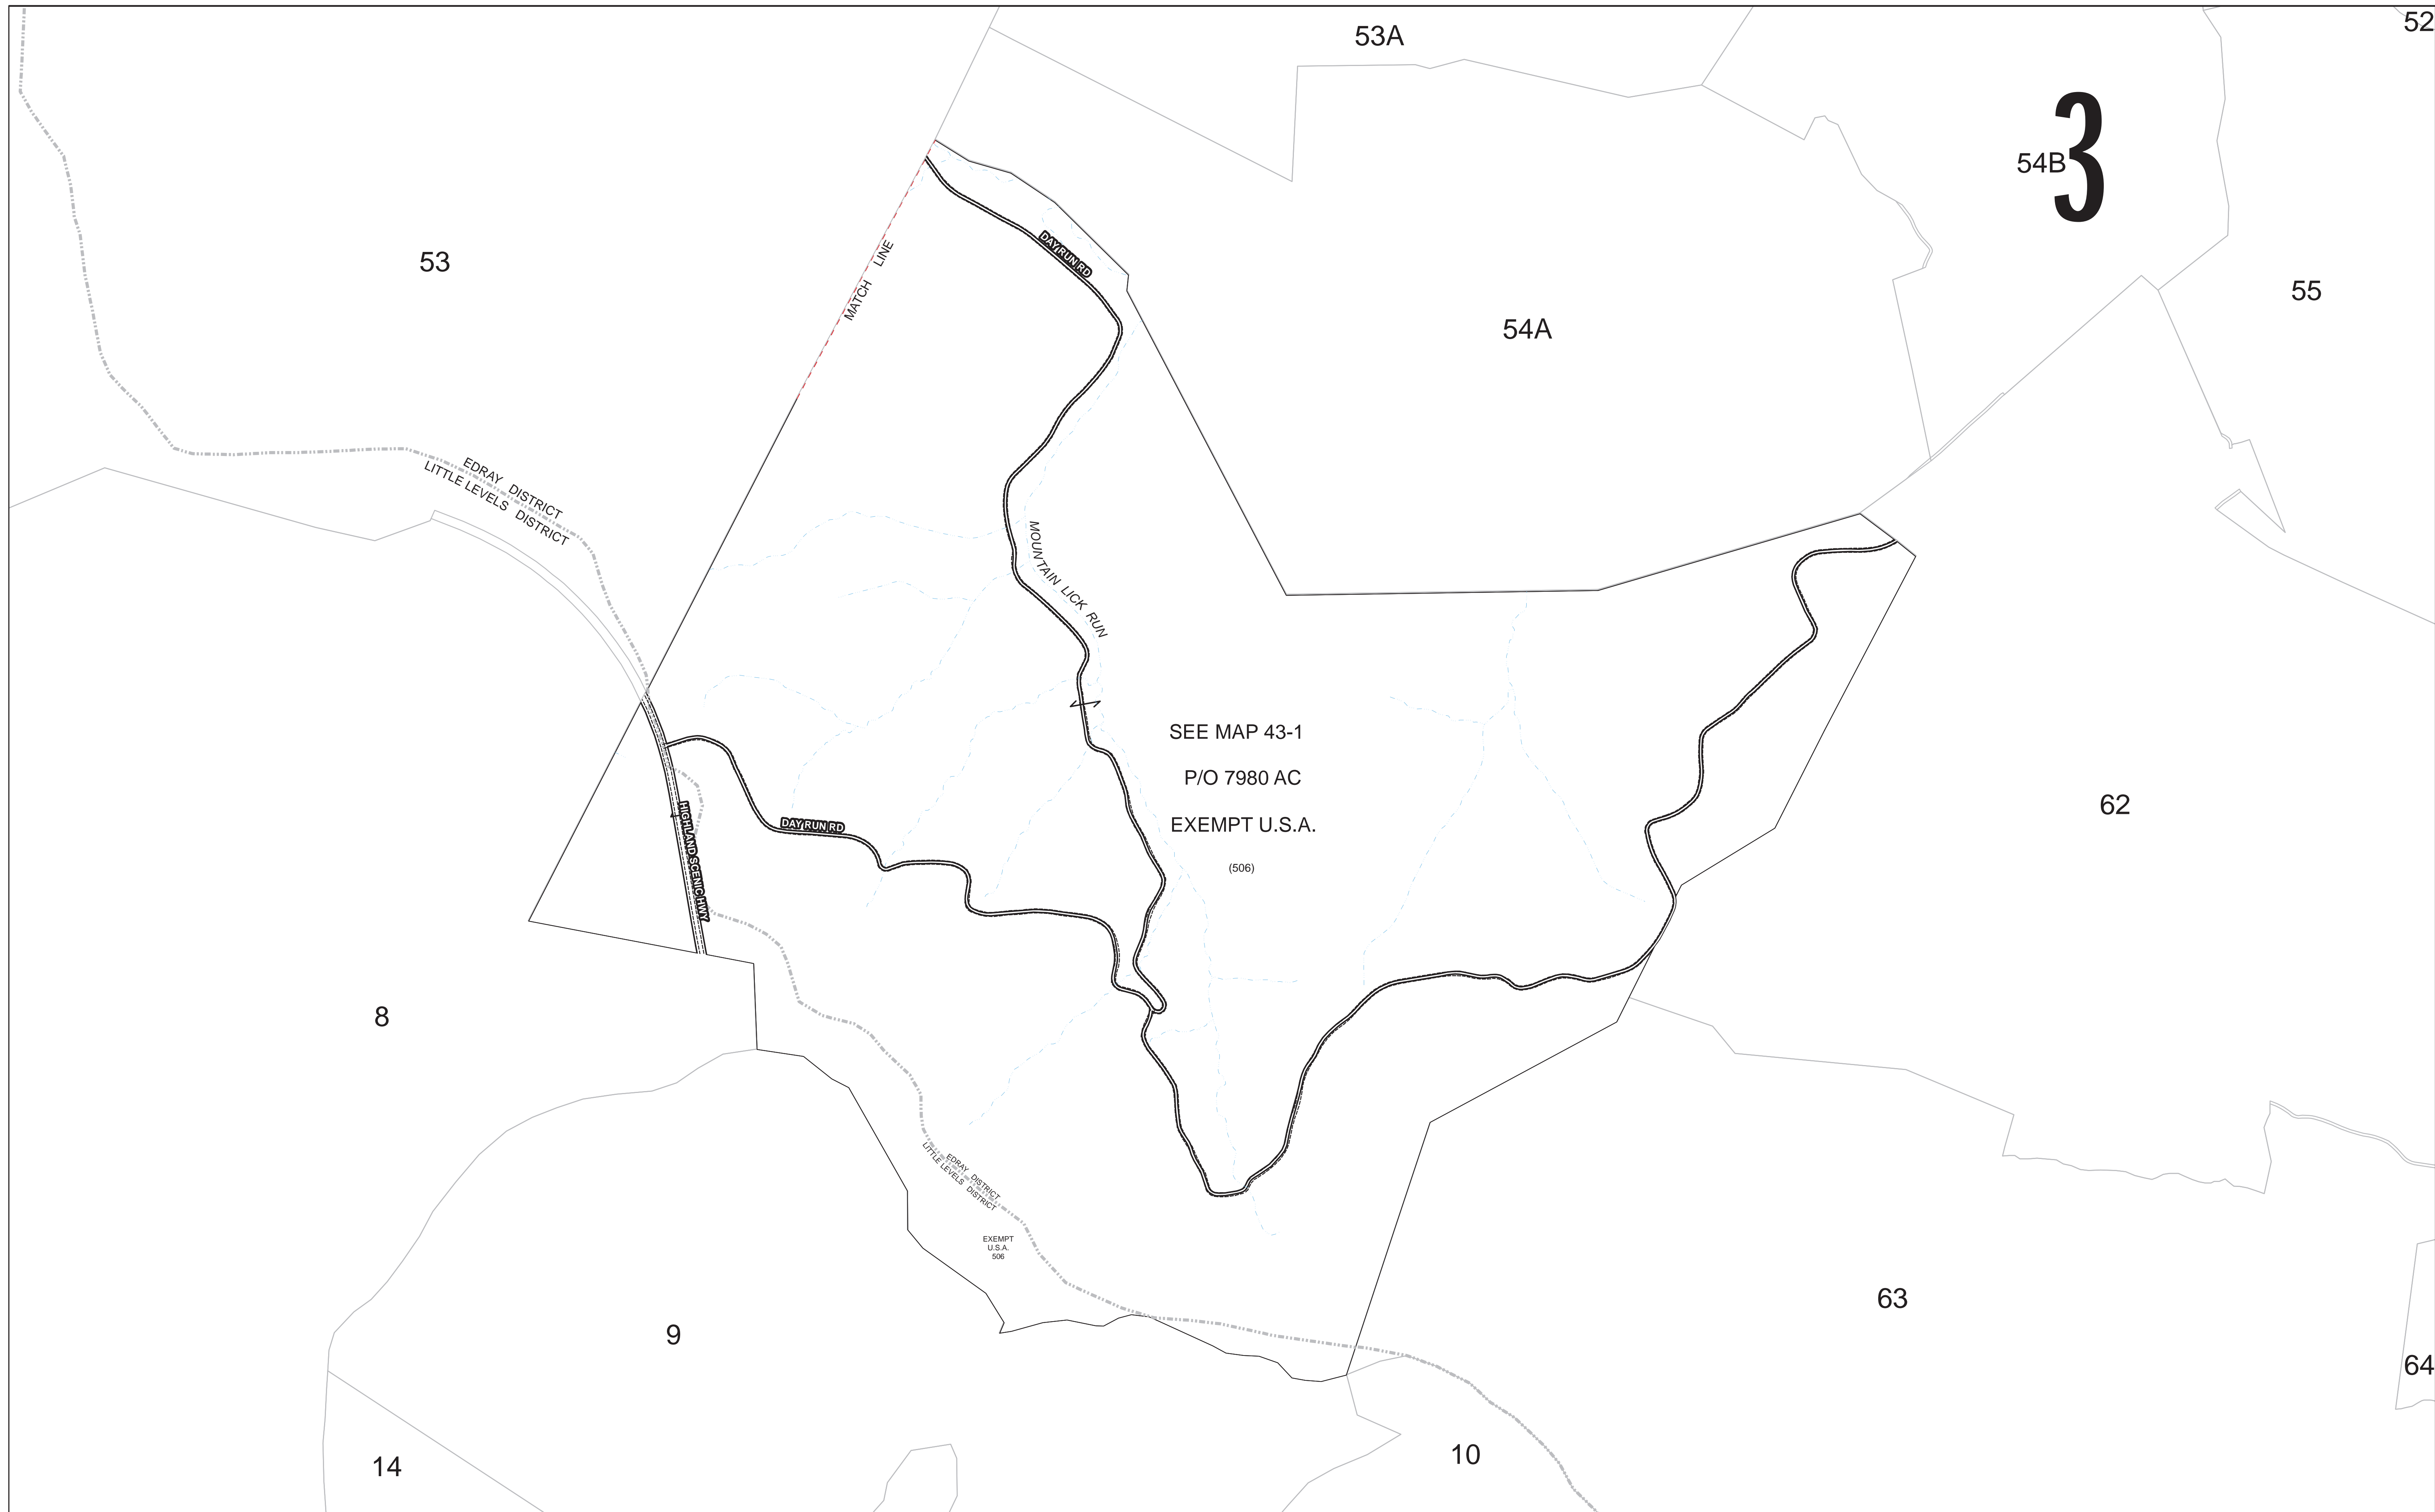 53A
52
3
54B
53
DAY RUN RD
MATCH LINE
55
54A
EDRAY DISTRICT
LITTLE LEVELS DISTRICT
MOUNTAIN LICK RUN
SEE MAP 43-1
P/O 7980 AC
EXEMPT U.S.A.
(506)
62
HIGHLAND SCENIC HWY
DAY RUN RD
8
EDRAY DISTRICT
LITTLE LEVELS DISTRICT
EXEMPT
U.S.A.
506
63
9
64
10
14